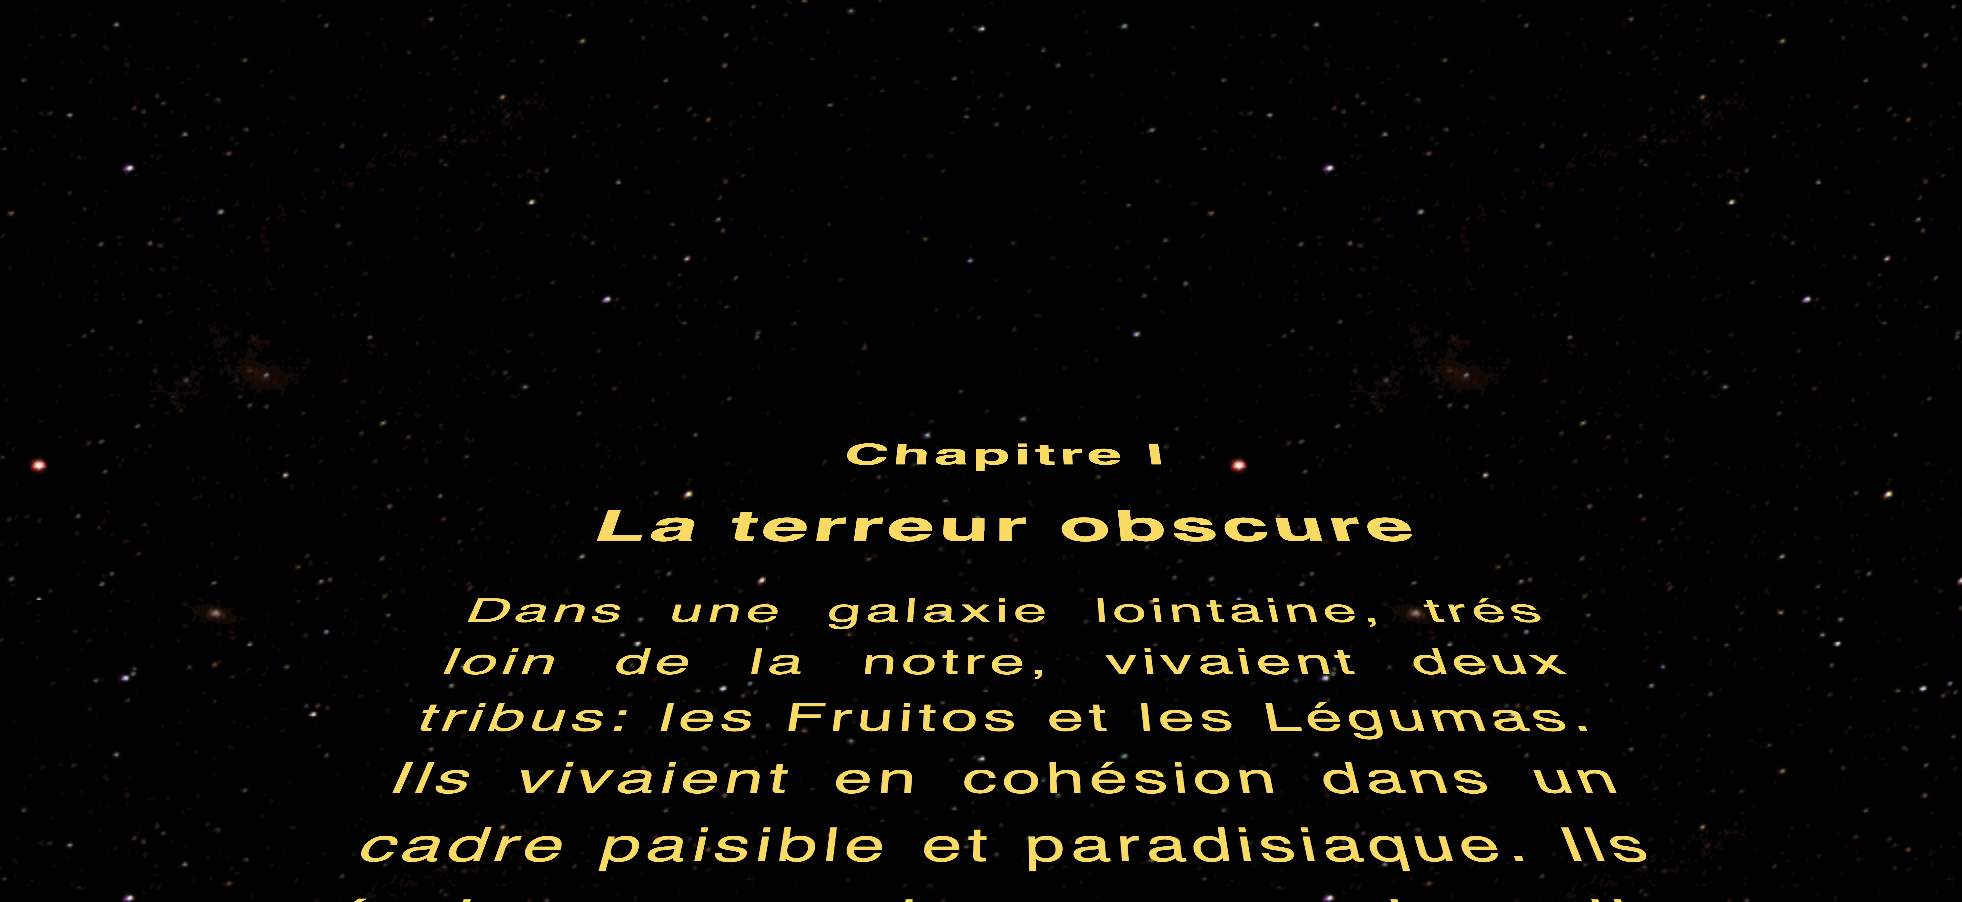 Chapitre I
La terreur obscure
Dans une galaxie lointaine, trés
loin de la notre, vivaient deux
tribus: les Fruitos et les Légumas.
Ils vivaient en cohésion dans un
cadre paisible et paradisiaque. Ils